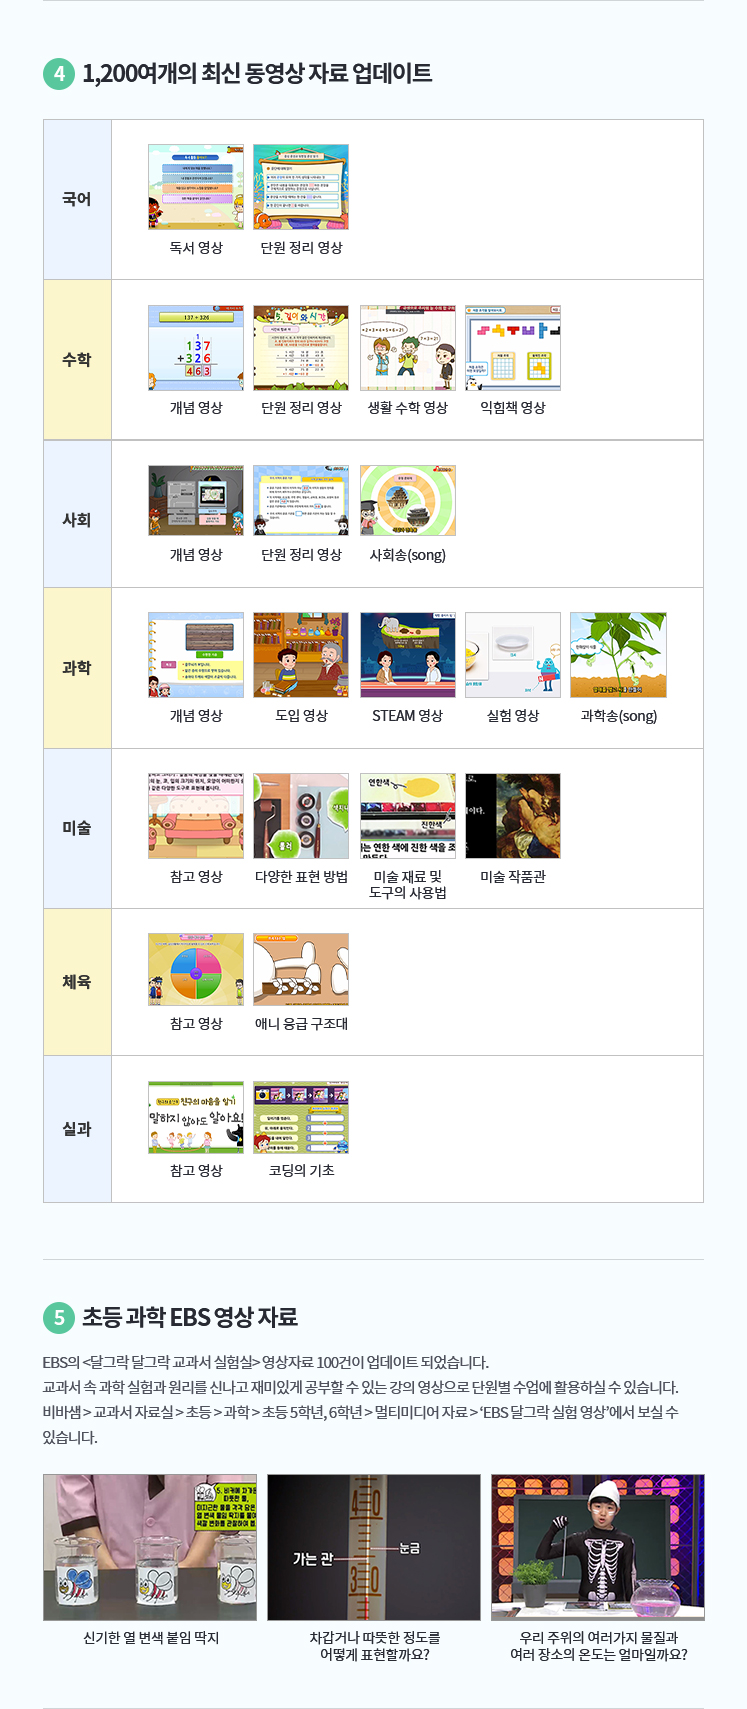 4 1,200여개의 최신 동영상 자료 업데이트
국어
독서 영상
단원 정리 영상
수학
137 + 326
1
137
+326
463
5. 길이와 시간
개념 영상
단원 정리 영상
생활 수학 영상
익힘책 영상
사회
개념 영상
단원 정리 영상
사회송(song)
과학
개념 영상
도입 영상
STEAM 영상
실험 영상
과학송(song)
미술
연한색
진한색
는 연한 색에 진한 색을 조
물러
참고 영상
다양한 표현 방법
미술 재료 및
도구의 사용법
미술 작품관
체육
참고 영상
애니 응급 구조대
실과
친구의 마음을 알기
말하지 않아도 알아요!
참고 영상
코딩의 기초
5 초등 과학 EBS 영상 자료
EBS의 <달그락 달그락 교과서 실험실> 영상자료 100건이 업데이트 되었습니다.
교과서 속 과학 실험과 원리를 신나고 재미있게 공부할 수 있는 강의 영상으로 단원별 수업에 활용하실 수 있습니다.
비바샘 > 교과서 자료실 > 초등 > 과학 > 초등 5학년, 6학년 > 멀티미디어 자료 > ‘EBS 달그락 실험 영상’에서 보실 수
있습니다.
가는 관
눈금
신기한 열 변색 붙임 딱지
차갑거나 따뜻한 정도를
어떻게 표현할까요?
우리 주위의 여러가지 물질과
여러 장소의 온도는 얼마일까요?